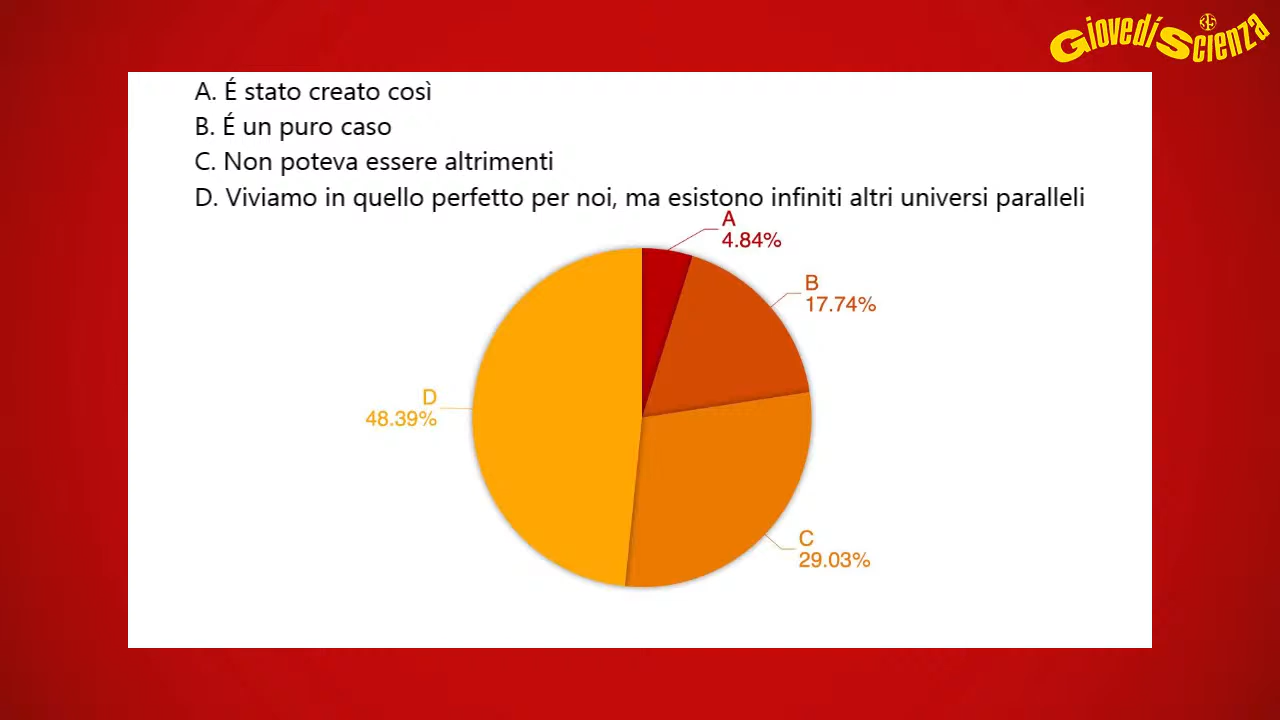 GiovedìScienza 35
A. É stato creato così
B. É un puro caso
C. Non poteva essere altrimenti
D. Viviamo in quello perfetto per noi, ma esistono infiniti altri universi paralleli
A
4.84%
B
17.74%
D
48.39%
C
29.03%